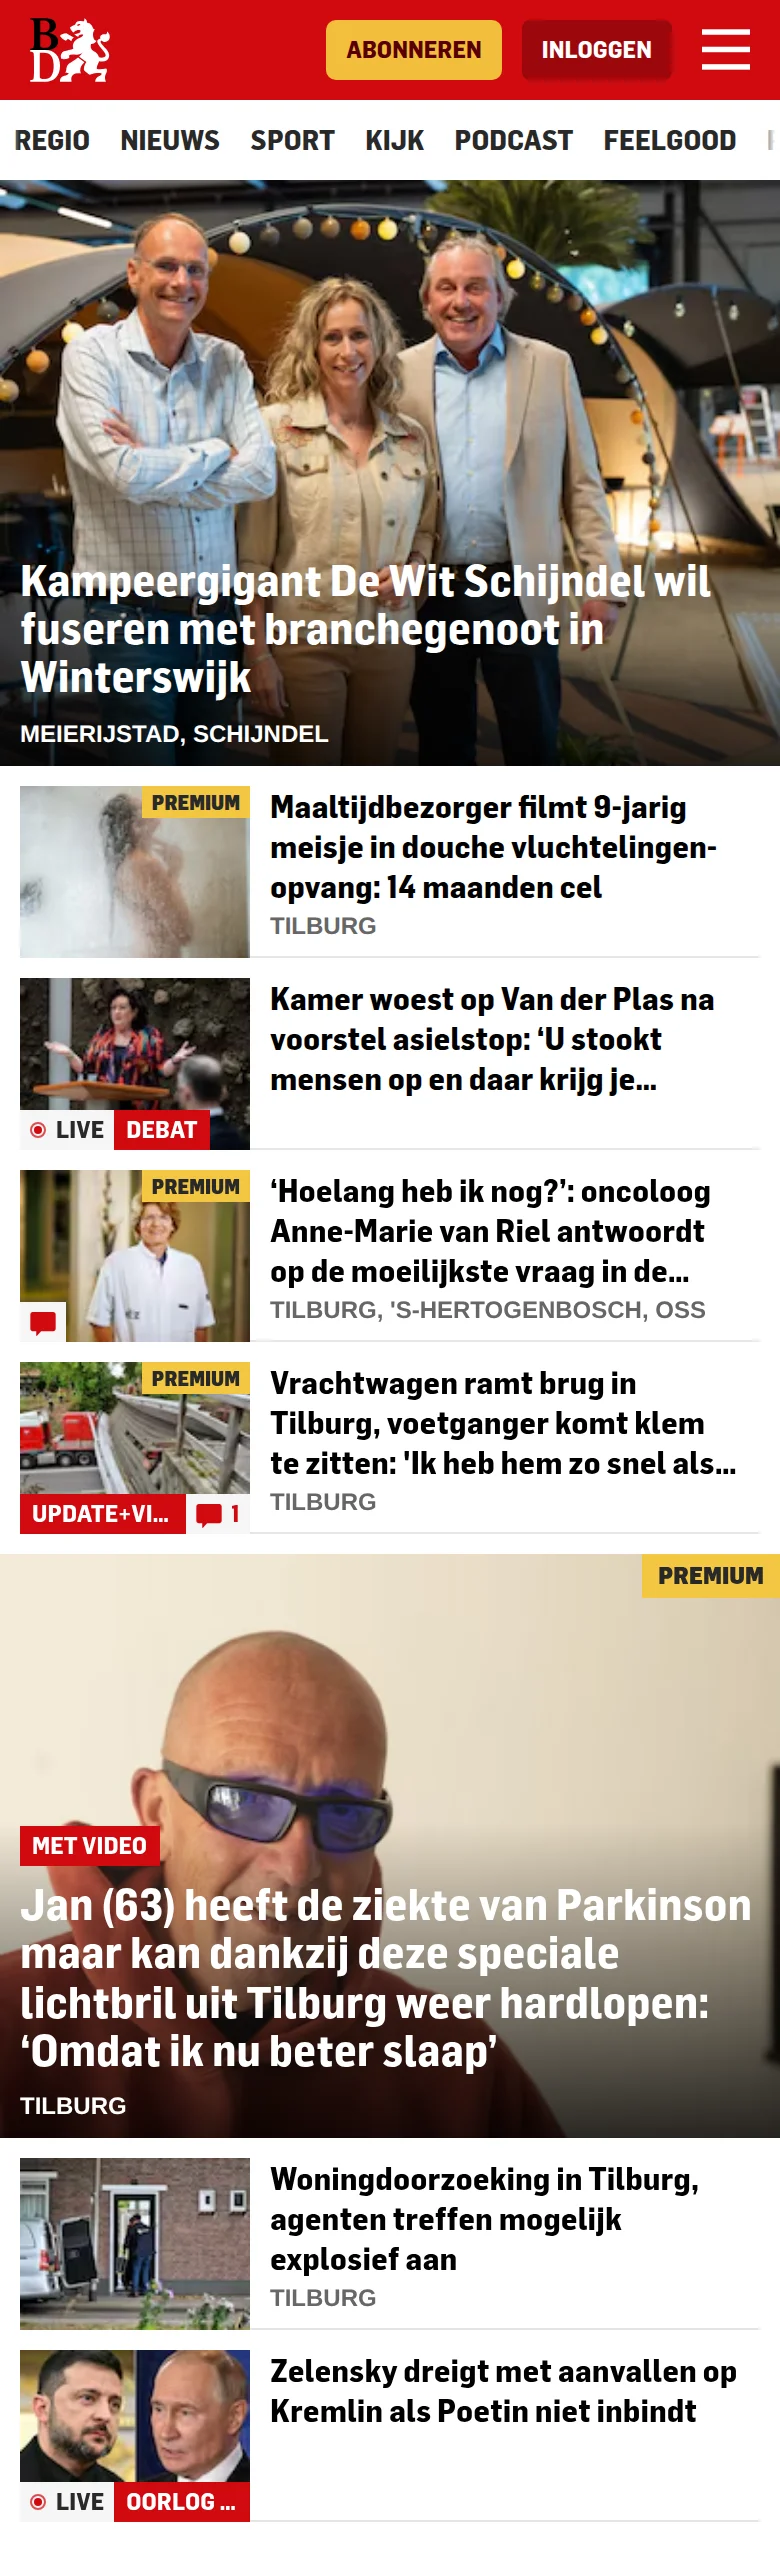 BD
ABONNEREN
INLOGGEN
REGIO NIEUWS SPORT KIJK PODCAST FEELGOOD
Kampeergigant De Wit Schijndel wil
fuseren met branchegenoot in
Winterswijk
MEIERIJSTAD, SCHIJNDEL
PREMIUM
Maaltijdbezorger filmt 9-jarig
meisje in douche vluchtelingen-
opvang: 14 maanden cel
TILBURG
Kamer woest op Van der Plas na
voorstel asielstop: ‘U stookt
mensen op en daar krijg je...
LIVE DEBAT
PREMIUM
‘Hoelang heb ik nog?’: oncoloog
Anne-Marie van Riel antwoordt
op de moeilijkste vraag in de...
TILBURG, 'S-HERTOGENBOSCH, OSS
PREMIUM
Vrachtwagen ramt brug in
Tilburg, voetganger komt klem
te zitten: 'Ik heb hem zo snel als...
TILBURG
UPDATE+VI... 1
PREMIUM
MET VIDEO
Jan (63) heeft de ziekte van Parkinson
maar kan dankzij deze speciale
lichtbril uit Tilburg weer hardlopen:
‘Omdat ik nu beter slaap’
TILBURG
Woningdoorzoeking in Tilburg,
agenten treffen mogelijk
explosief aan
TILBURG
Zelensky dreigt met aanvallen op
Kremlin als Poetin niet inbindt
LIVE OORLOG ...